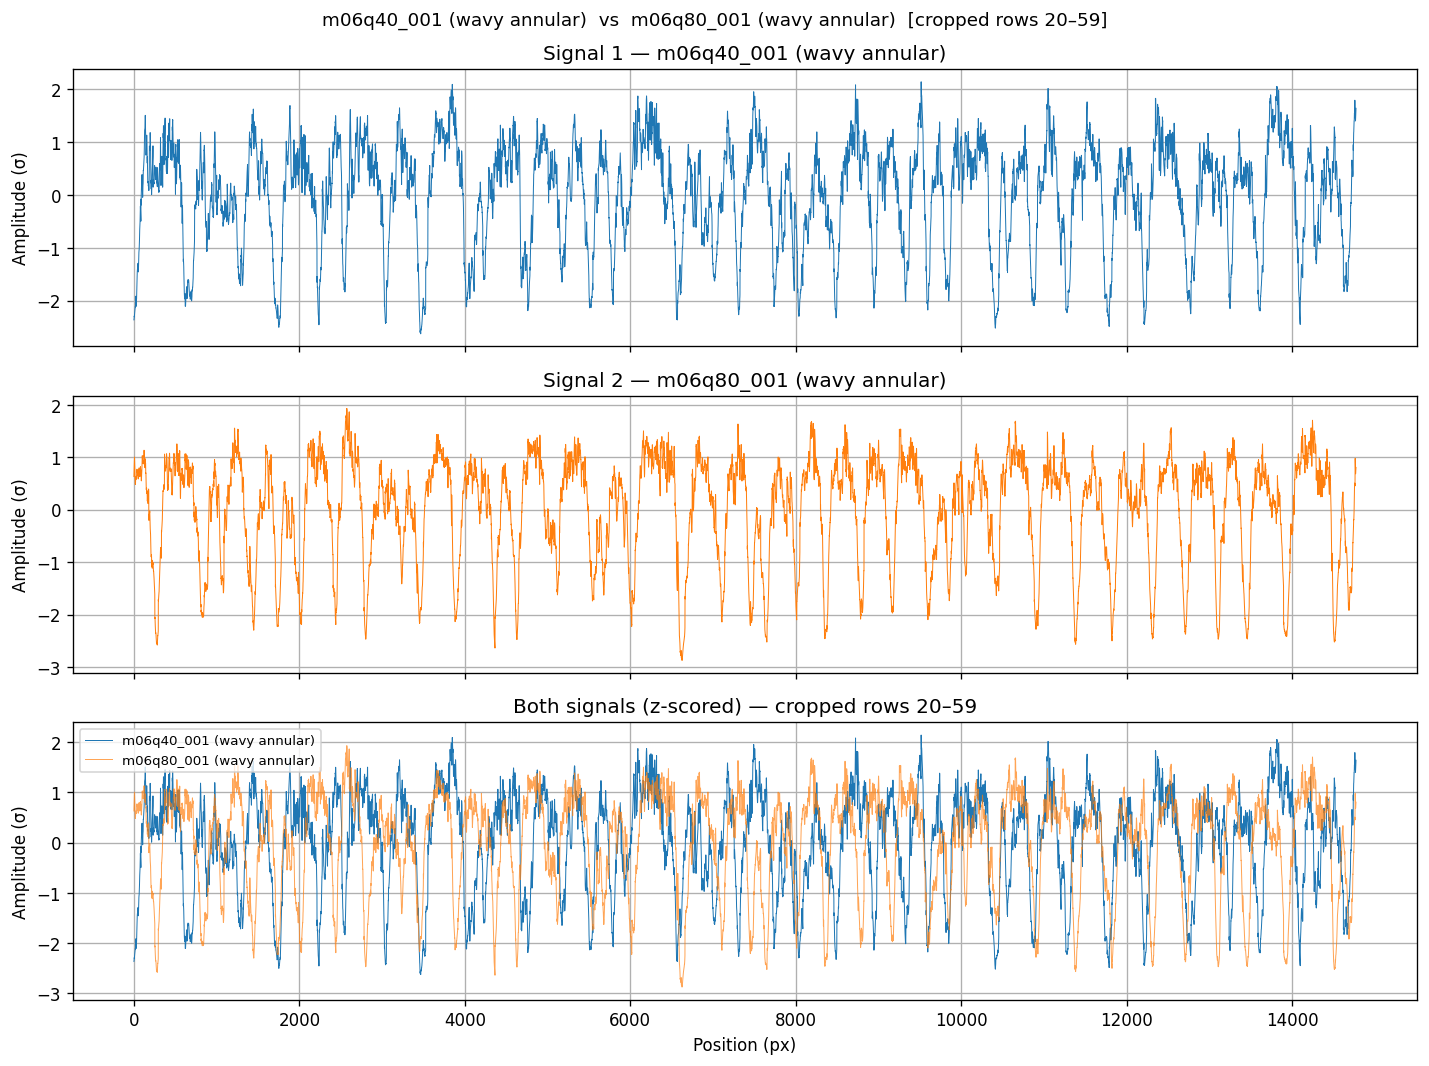 m06q40_001 (wavy annular)  vs  m06q80_001 (wavy annular)  [cropped rows 20–59]
Signal 1 — m06q40_001 (wavy annular)
2
1
0
−1
−2
Amplitude (σ)
Signal 2 — m06q80_001 (wavy annular)
2
1
0
−1
−2
−3
Amplitude (σ)
Both signals (z-scored) — cropped rows 20–59
m06q40_001 (wavy annular)
m06q80_001 (wavy annular)
2
1
0
−1
−2
−3
Amplitude (σ)
0 2000 4000 6000 8000 10000 12000 14000
Position (px)